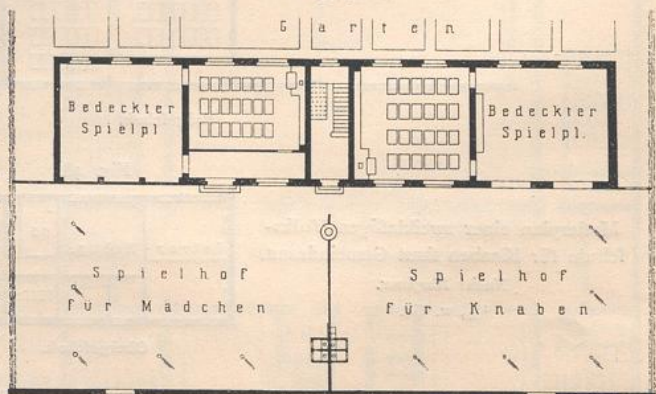 Garten
Bedeckter
Spielpl
Bedeckter
Spielpl.
Spielhof
für Mädchen
Spielhof
für Knaben